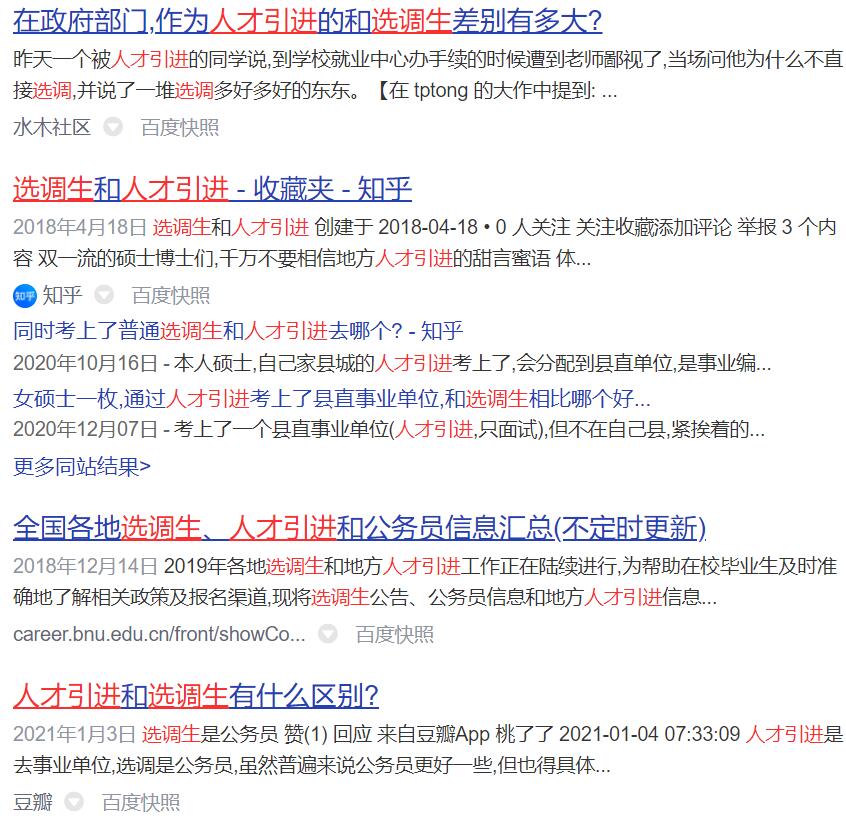 在政府部门,作为人才引进的和选调生差别有多大?
昨天一个被人才引进的同学说,到学校就业中心办手续的时候遭到老师鄙视了,当场问他为什么不直
接选调,并说了一堆选调多好多好的东东。【在 tptong 的大作中提到: ...
水木社区 百度快照
选调生和人才引进 - 收藏夹 - 知乎
2018年4月18日 选调生和人才引进 创建于 2018-04-18 • 0 人关注 关注收藏添加评论 举报 3 个内
容 双一流的硕士博士们,千万不要相信地方人才引进的甜言蜜语 体...
知乎 知乎 百度快照
同时考上了普通选调生和人才引进去哪个? - 知乎
2020年10月16日 - 本人硕士,自己家县城的人才引进考上了,会分配到县直单位,是事业编...
女硕士一枚,通过人才引进考上了县直事业单位,和选调生相比哪个好...
2020年12月07日 - 考上了一个县直事业单位(人才引进,只面试),但不在自己县,紧挨着的...
更多同站结果>
全国各地选调生、人才引进和公务员信息汇总(不定时更新)
2018年12月14日 2019年各地选调生和地方人才引进工作正在陆续进行,为帮助在校毕业生及时准
确地了解相关政策及报名渠道,现将选调生公告、公务员信息和地方人才引进信息...
career.bnu.edu.cn/front/showCo... 百度快照
人才引进和选调生有什么区别?
2021年1月3日 选调生是公务员 赞(1) 回应 来自豆瓣App 桃了了 2021-01-04 07:33:09 人才引进是
去事业单位,选调是公务员,虽然普遍来说公务员更好一些,但也得具体...
豆瓣 百度快照